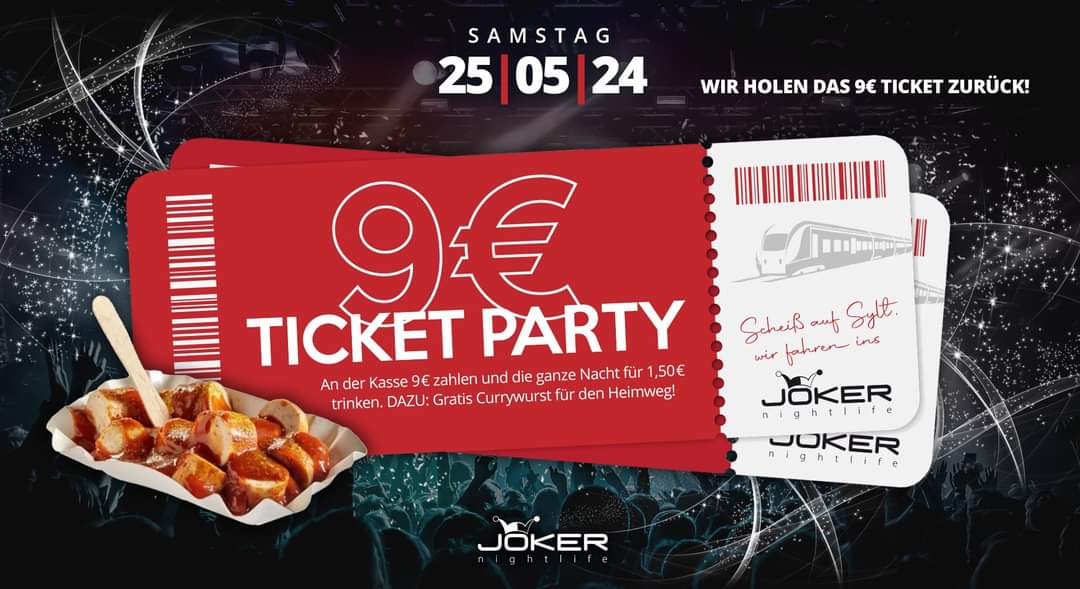 SAMSTAG
25|05|24
WIR HOLEN DAS 9€ TICKET ZURÜCK!
9€
TICKET PARTY
An der Kasse 9€ zahlen und die ganze Nacht für 1,50€
trinken. DAZU: Gratis Currywurst für den Heimweg!
Scheiß auf Sylt.
wir fahren ins
JOKER
nightlife
JOKER
nightlife
JOKER
nightlife